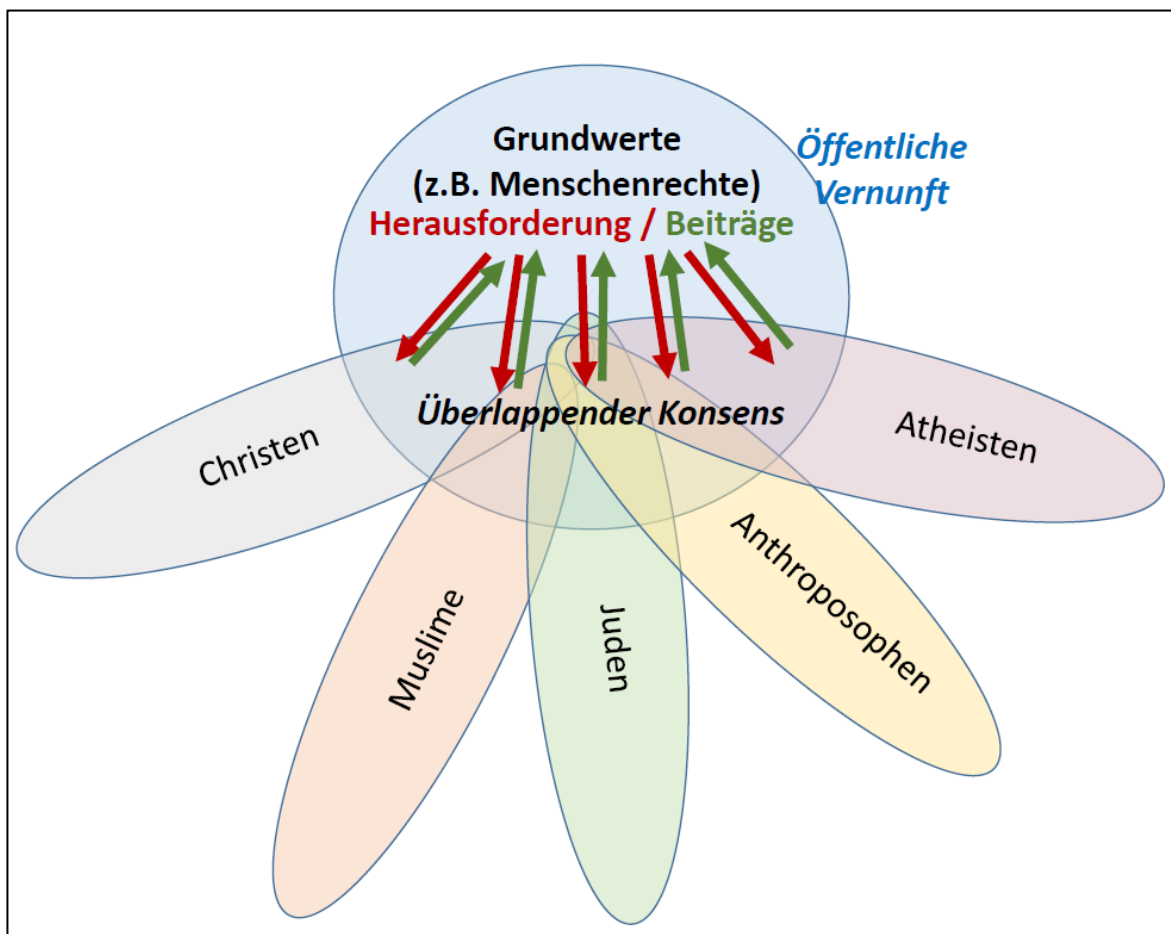 Grundwerte
(z.B. Menschenrechte)
Herausforderung / Beiträge
Öffentliche
Vernunft
Überlappender Konsens
Christen
Muslime
Juden
Anthroposophen
Atheisten